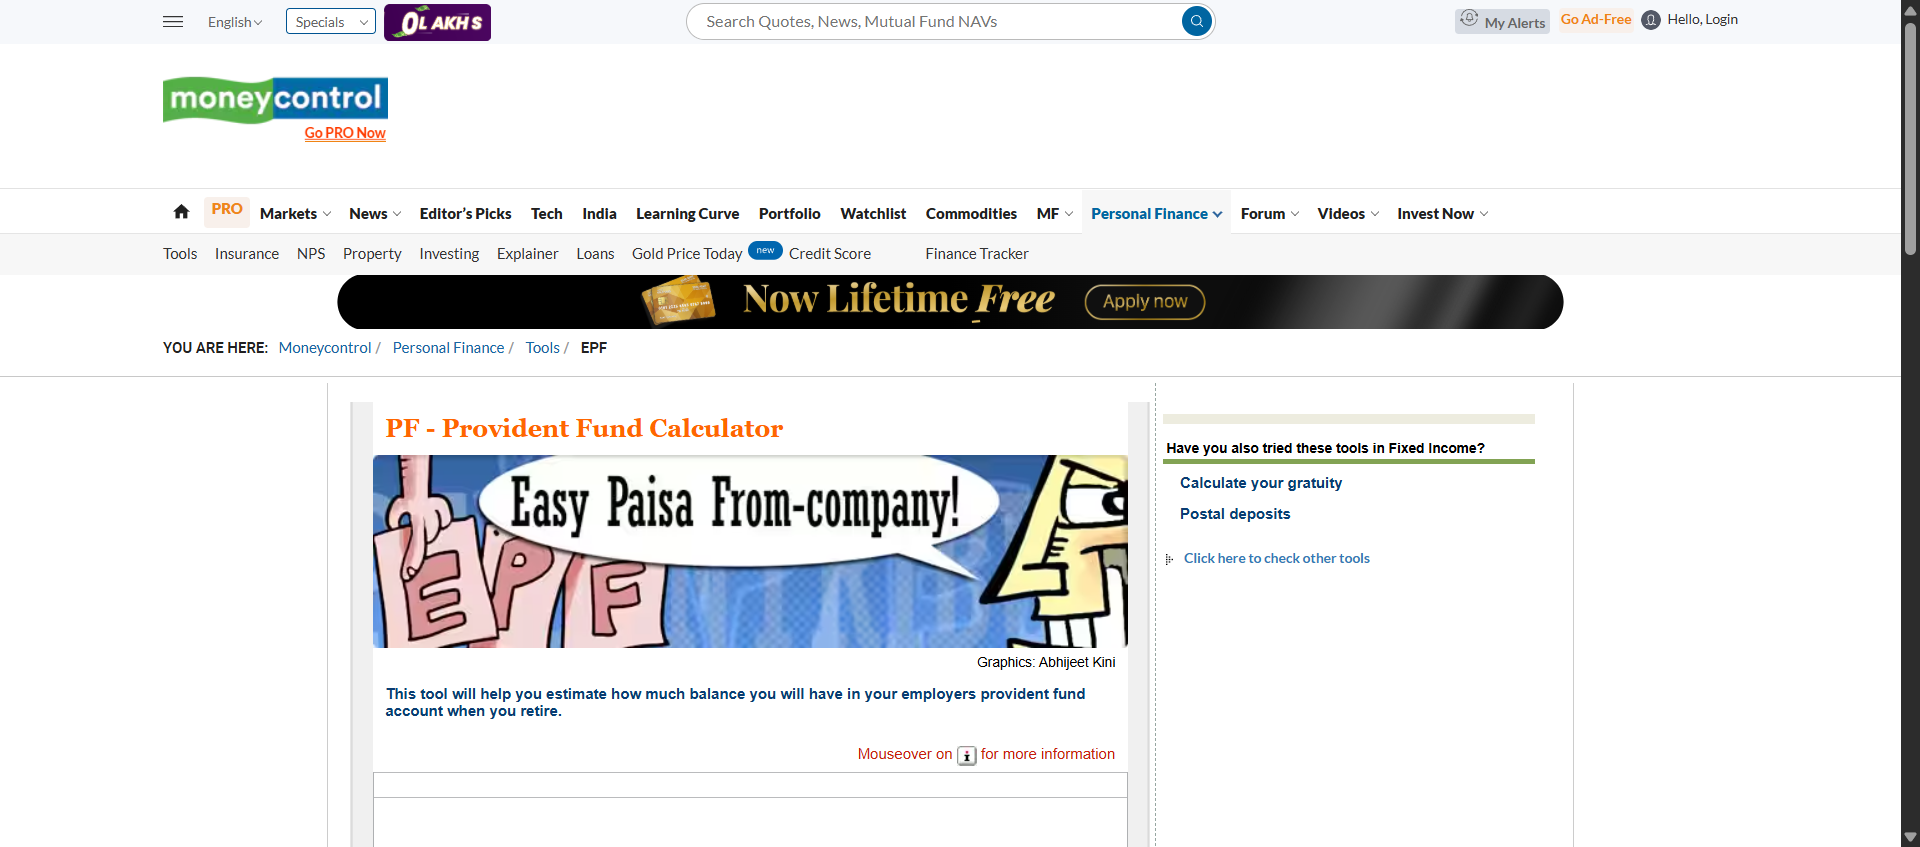 English
Specials
OL AKHS
Search Quotes, News, Mutual Fund NAVs
My Alerts
Go Ad-Free
Hello, Login
moneycontrol
Go PRO Now
PRO Markets News Editor's Picks Tech India Learning Curve Portfolio Watchlist Commodities MF Personal Finance Forum Videos Invest Now
Tools Insurance NPS Property Investing Explainer Loans Gold Price Today new Credit Score Finance Tracker
Now Lifetime Free Apply now
YOU ARE HERE: Moneycontrol / Personal Finance / Tools / EPF
PF - Provident Fund Calculator
Easy Paisa From-company!
EPF
Graphics: Abhijeet Kini
This tool will help you estimate how much balance you will have in your employers provident fund
account when you retire.
Mouseover on i for more information
Have you also tried these tools in Fixed Income?
Calculate your gratuity
Postal deposits
Click here to check other tools